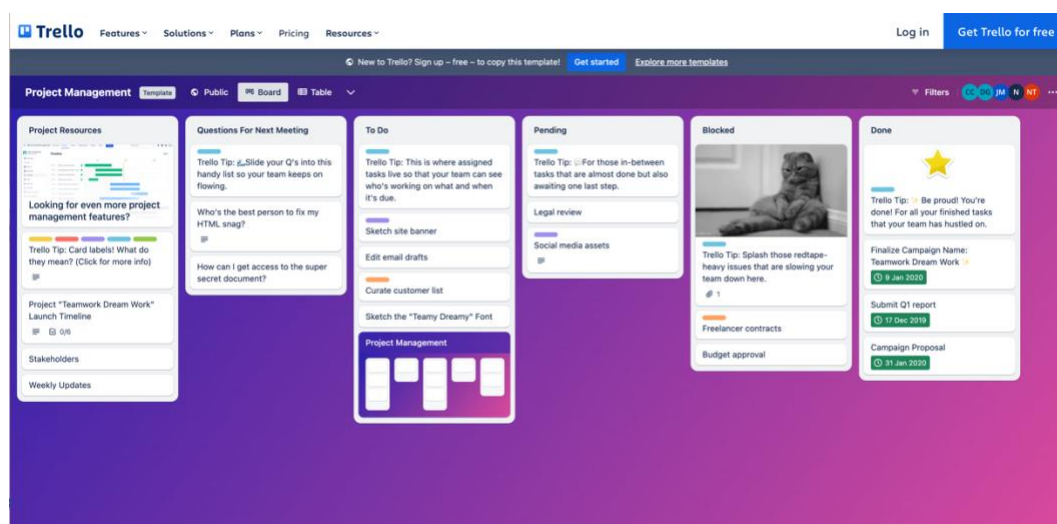 Trello Features Solutions Plans Pricing Resources Log in Get Trello for free
New to Trello? Sign up – free – to copy this template! Get started Explore more templates
Project Management Template Public Board Table Filters CC DG JM N NT
Project Resources
Looking for even more project
management features?
Trello Tip: Card labels! What do
they mean? (Click for more info)
Project "Teamwork Dream Work"
Launch Timeline
0/6
Stakeholders
Weekly Updates
Questions For Next Meeting
Trello Tip: Slide your Q's into this
handy list so your team keeps on
flowing.
Who's the best person to fix my
HTML snag?
How can I get access to the super
secret document?
To Do
Trello Tip: This is where assigned
tasks live so that your team can see
who's working on what and when
it's due.
Sketch site banner
Edit email drafts
Curate customer list
Sketch the "Teamy Dreamy" Font
Project Management
Pending
Trello Tip: For those in-between
tasks that are almost done but also
awaiting one last step.
Legal review
Social media assets
Blocked
Trello Tip: Splash those redtape-
heavy issues that are slowing your
team down here.
1
Freelancer contracts
Budget approval
Done
Trello Tip: ✨ Be proud! You're
done! For all your finished tasks
that your team has hustled on.
Finalize Campaign Name:
Teamwork Dream Work ✨
9 Jan 2020
Submit Q1 report
17 Dec 2019
Campaign Proposal
31 Jan 2020